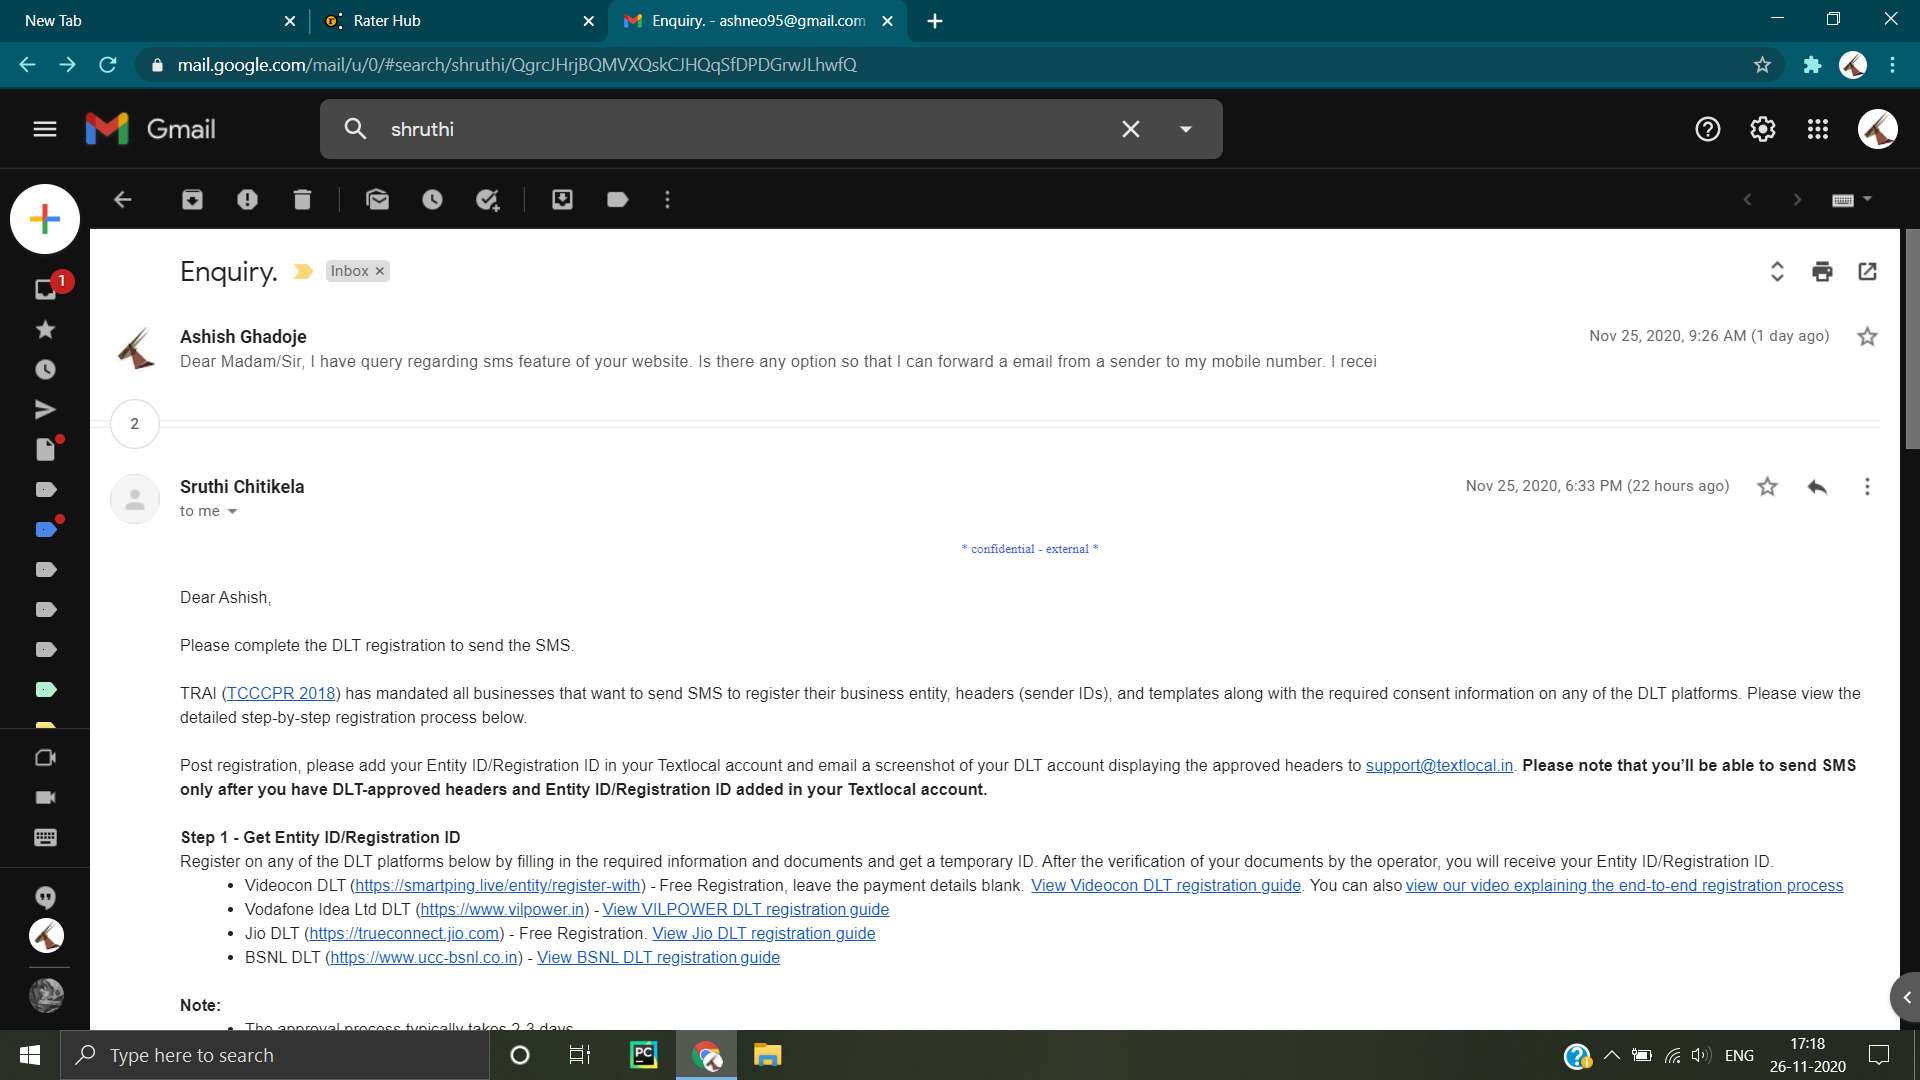 New Tab
Rater Hub
Enquiry. - ashneo95@gmail.com
mail.google.com/mail/u/0/#search/shruthi/QgrcJHrjBQMVXQskCJHQqSfDPDGrwJLhwfQ
Gmail
shruthi
1
Enquiry.
Inbox ×
Ashish Ghadoje
Nov 25, 2020, 9:26 AM (1 day ago)
Dear Madam/Sir, I have query regarding sms feature of your website. Is there any option so that I can forward a email from a sender to my mobile number. I recei
2
Sruthi Chitikela
Nov 25, 2020, 6:33 PM (22 hours ago)
to me
* confidential - external *
Dear Ashish,
Please complete the DLT registration to send the SMS.
TRAI (TCCCPR 2018) has mandated all businesses that want to send SMS to register their business entity, headers (sender IDs), and templates along with the required consent information on any of the DLT platforms. Please view the
detailed step-by-step registration process below.
Post registration, please add your Entity ID/Registration ID in your Textlocal account and email a screenshot of your DLT account displaying the approved headers to support@textlocal.in. Please note that you’ll be able to send SMS
only after you have DLT-approved headers and Entity ID/Registration ID added in your Textlocal account.
Step 1 - Get Entity ID/Registration ID
Register on any of the DLT platforms below by filling in the required information and documents and get a temporary ID. After the verification of your documents by the operator, you will receive your Entity ID/Registration ID.
• Videocon DLT (https://smartping.live/entity/register-with) - Free Registration, leave the payment details blank. View Videocon DLT registration guide. You can also view our video explaining the end-to-end registration process
• Vodafone Idea Ltd DLT (https://www.vilpower.in) - View VILPOWER DLT registration guide
• Jio DLT (https://trueconnect.jio.com) - Free Registration. View Jio DLT registration guide
• BSNL DLT (https://www.ucc-bsnl.co.in) - View BSNL DLT registration guide
Note:
• The approval process typically takes 2-3 days
Type here to search
PC
ENG
17:18
26-11-2020